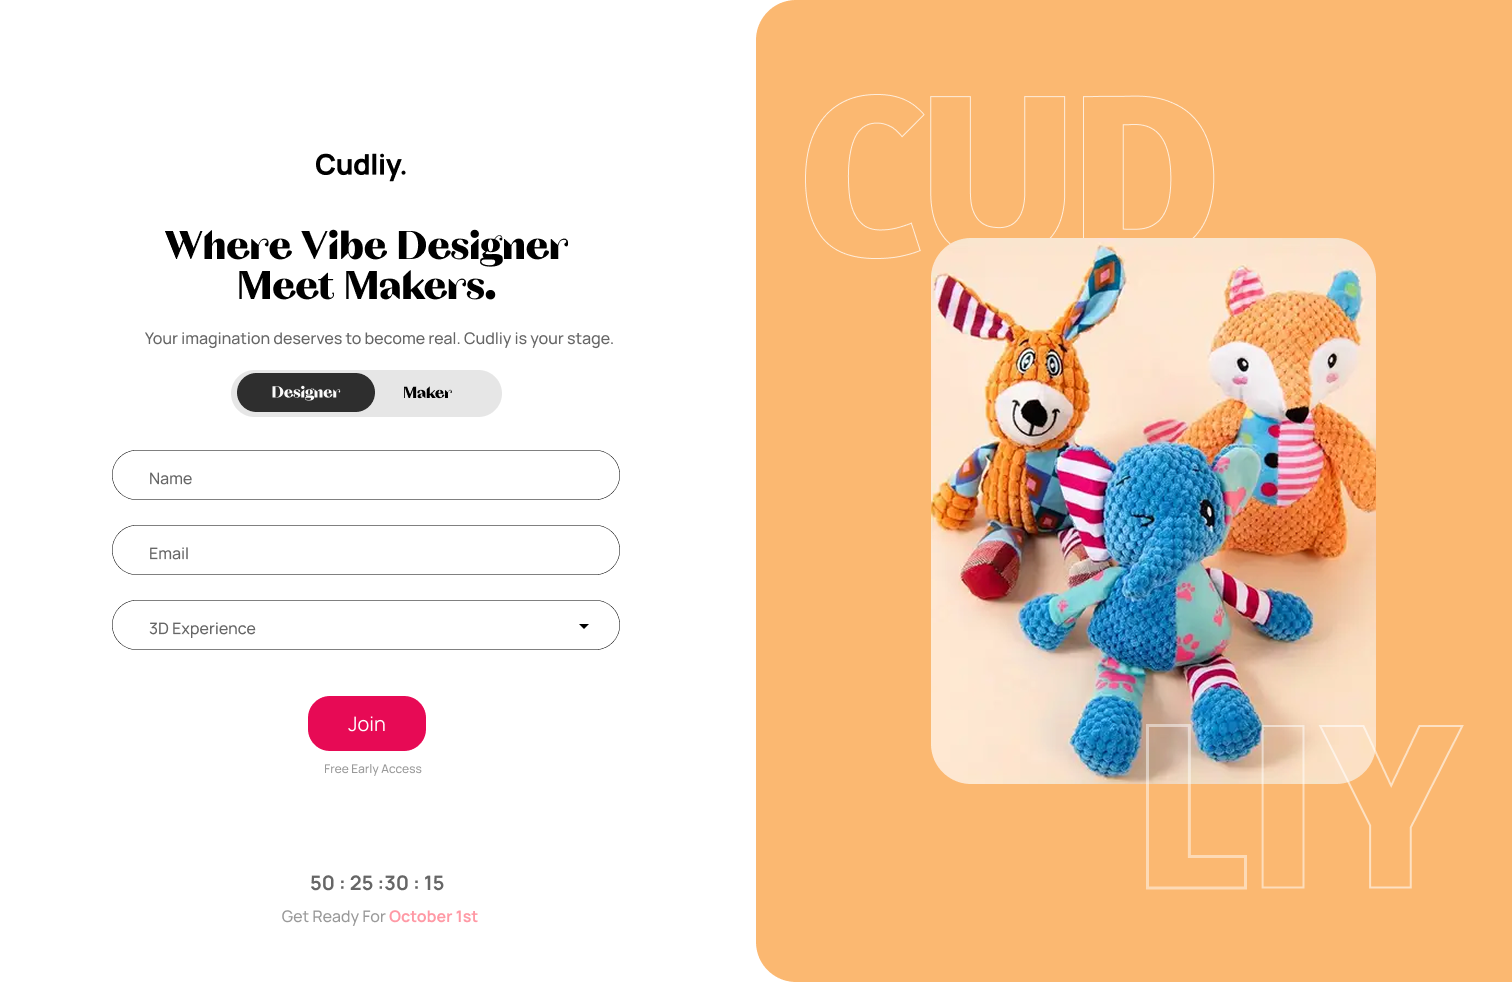 Cudliy.
Where Vibe Designer
Meet Makers.
Your imagination deserves to become real. Cudliy is your stage.
Designer
Maker
Name
Email
3D Experience
Join
Free Early Access
50 : 25 :30 : 15
Get Ready For October 1st
CUD
LIY